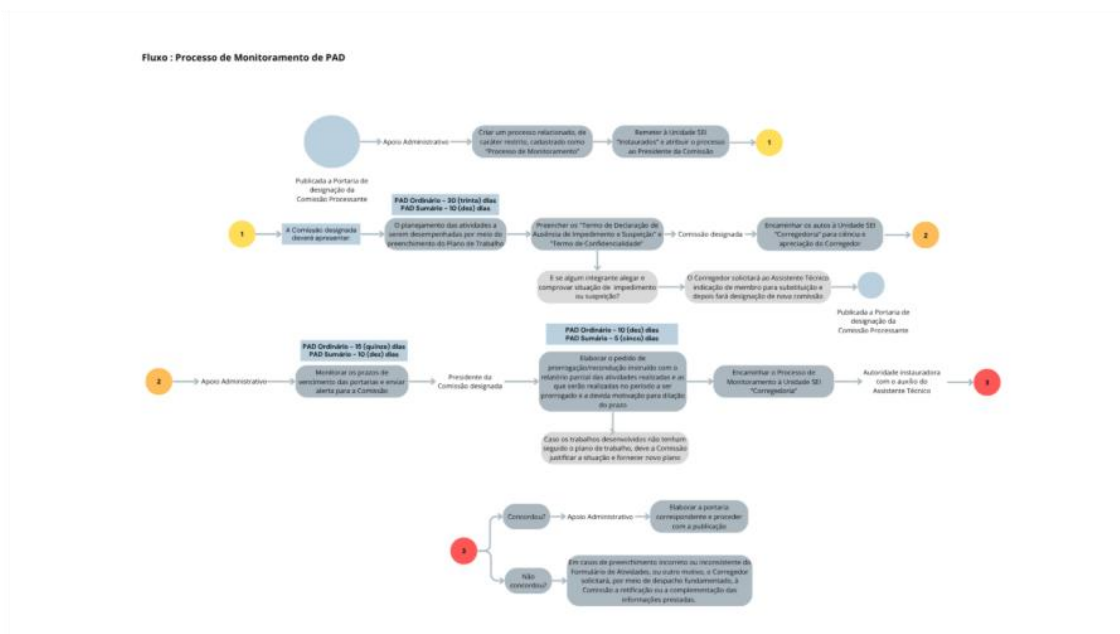 Fluxo : Processo de Monitoramento de PAD
Apoio Administrativo
Criar um processo relacionado, de
caráter restrito, cadastrado como
"Processo de Monitoramento"
Remeter à Unidade SEI
"Instaurados" e atribuir o processo
ao Presidente da Comissão
1
Publicada a Portaria de
designação da
Comissão Processante
PAD Ordinário - 30 (trinta) dias
PAD Sumário - 10 (dez) dias
1
A Comissão designada
deverá apresentar:
O planejamento das atividades a
serem desempenhadas por meio do
preenchimento do Plano de Trabalho
Preencher os "Termo de Declaração de
Ausência de Impedimento e Suspeição" e
"Termo de Confidencialidade"
Comissão designada
Encaminhar os autos à Unidade SEI
"Corregedoria" para ciência e
apreciação do Corregedor
2
E se algum integrante alegar e
comprovar situação de impedimento
ou suspeição?
O Corregedor solicitará ao Assistente Técnico
indicação de membro para substituição e
depois fará designação de nova comissão
Publicada a Portaria de
designação da
Comissão Processante
PAD Ordinário - 15 (quinze) dias
PAD Sumário - 10 (dez) dias
PAD Ordinário - 10 (dez) dias
PAD Sumário - 5 (cinco) dias
2
Apoio Administrativo
Monitorar os prazos de
vencimento das portarias e enviar
alerta para a Comissão
Presidente da
Comissão designada
Elaborar o pedido de
prorrogação/recondução instruído com o
relatório parcial das atividades realizadas e as
que serão realizadas no período a ser
prorrogado e a devida motivação para dilação
do prazo
Encaminhar o Processo de
Monitoramento à Unidade SEI
"Corregedoria"
Autoridade instauradora
com o auxílio do
Assistente Técnico
3
Caso os trabalhos desenvolvidos não tenham
seguido o plano de trabalho, deve a Comissão
justificar a situação e fornecer novo plano
3
Concordou?
Apoio Administrativo
Elaborar a portaria
correspondente e proceder
com a publicação
Não
concordou?
Em casos de preenchimento incorreto ou inconsistente do
Formulário de Atividades, ou outro motivo, o Corregedor
solicitará, por meio de despacho fundamentado, à
Comissão a retificação ou a complementação das
informações prestadas.